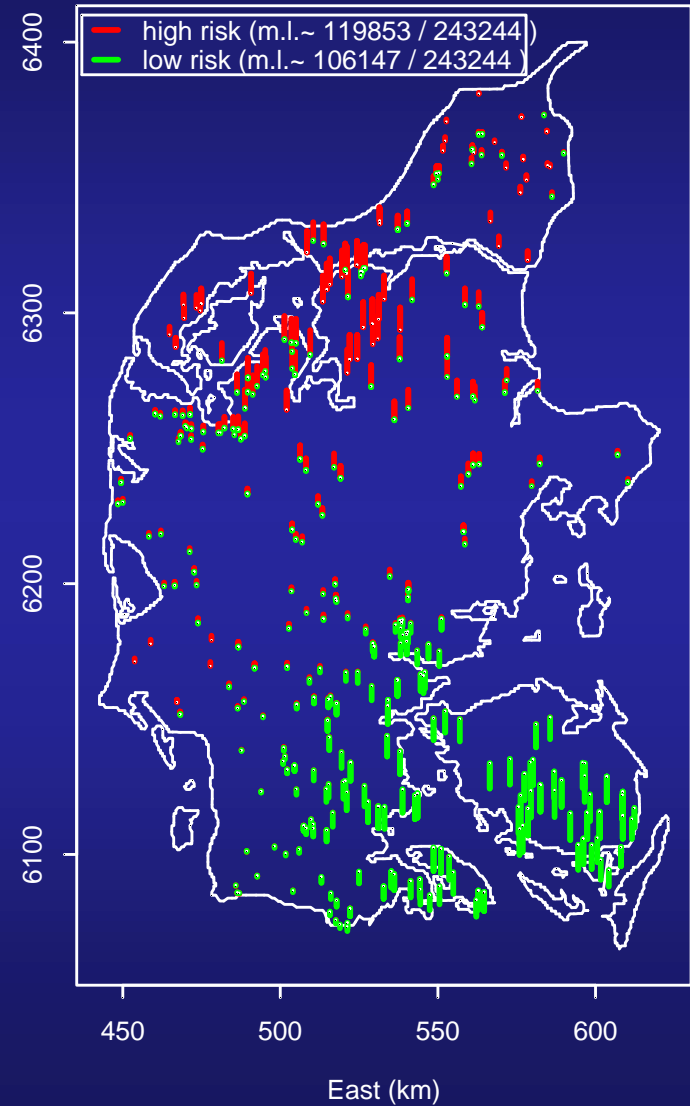 high risk (m.l.~ 119853 / 243244 )
low risk (m.l.~ 106147 / 243244 )
6400
6300
6200
6100
450 500 550 600
East (km)